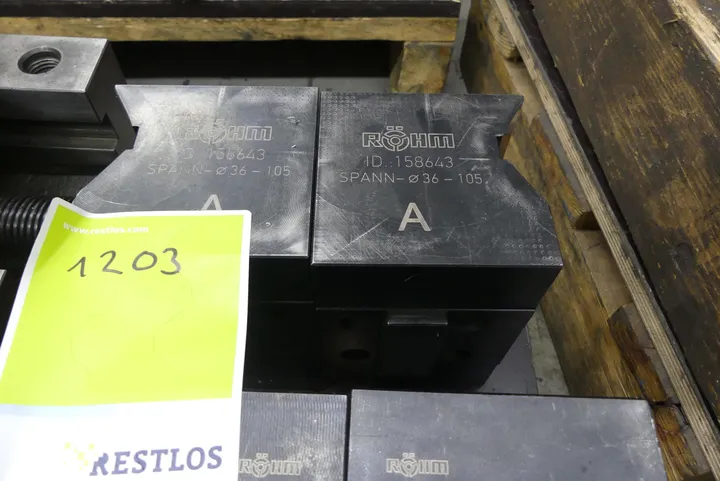 RÖHM
158643
SPANN-Ø36-105
A
RÖHM
ID.:158643
SPANN-Ø36-105
A
www.restlos.com
1203
RESTLOS
RÖHM
RÖHM